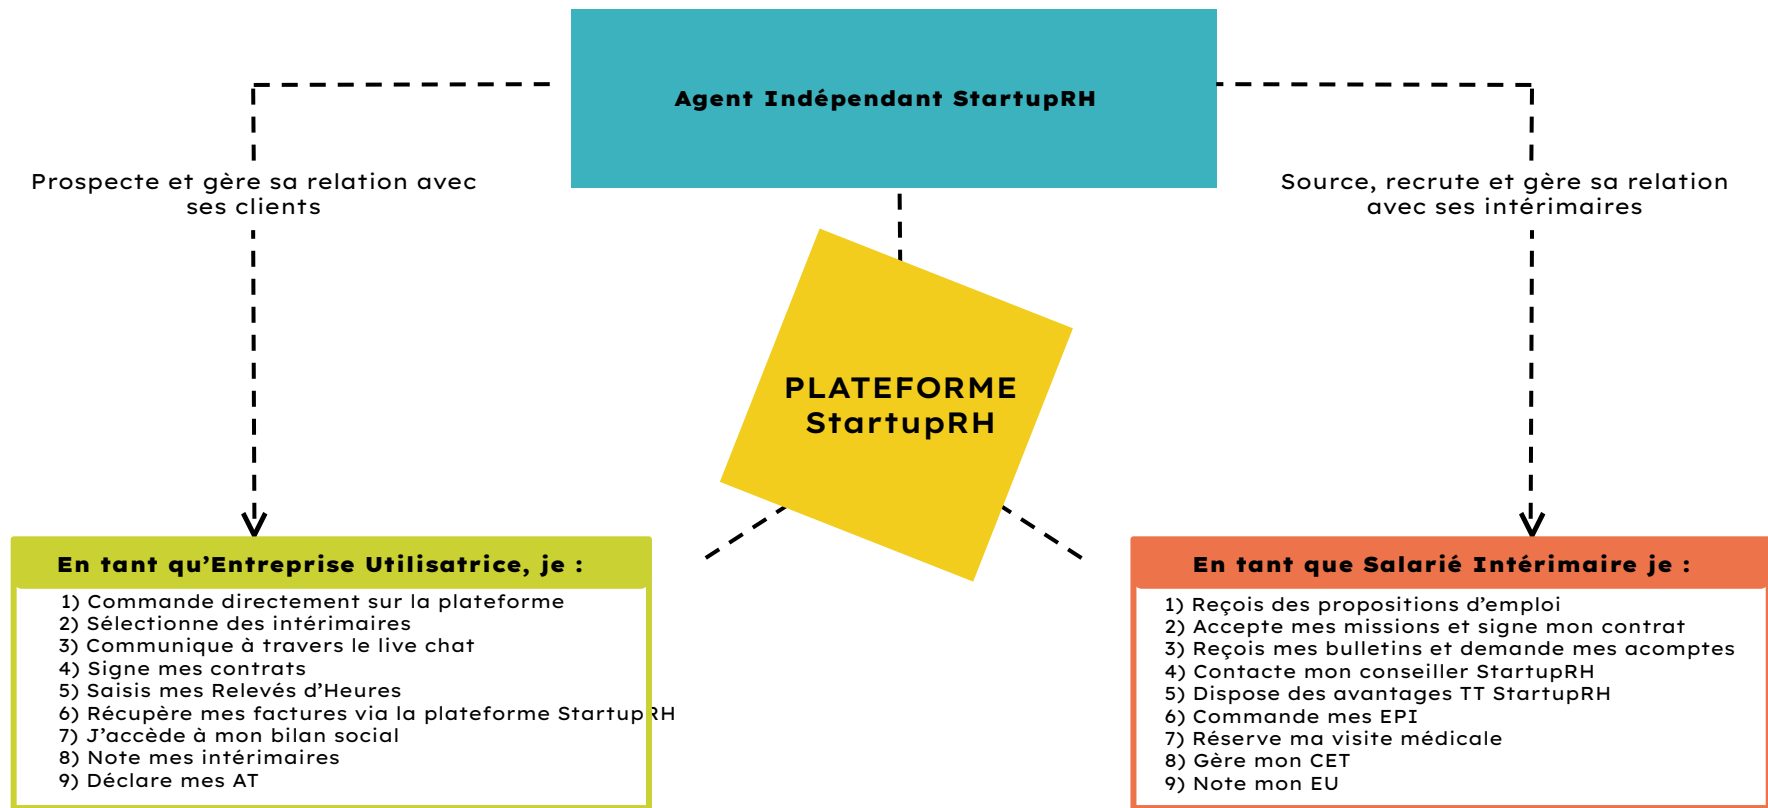 Agent Indépendant StartupRH
Prospecte et gère sa relation avec
ses clients
Source, recrute et gère sa relation
avec ses intérimaires
PLATEFORME
StartupRH
En tant qu’Entreprise Utilisatrice, je :
1) Commande directement sur la plateforme
2) Sélectionne des intérimaires
3) Communique à travers le live chat
4) Signe mes contrats
5) Saisis mes Relevés d’Heures
6) Récupère mes factures via la plateforme StartupRH
7) J’accède à mon bilan social
8) Note mes intérimaires
9) Déclare mes AT
En tant que Salarié Intérimaire je :
1) Reçois des propositions d’emploi
2) Accepte mes missions et signe mon contrat
3) Reçois mes bulletins et demande mes acomptes
4) Contacte mon conseiller StartupRH
5) Dispose des avantages TT StartupRH
6) Commande mes EPI
7) Réserve ma visite médicale
8) Gère mon CET
9) Note mon EU